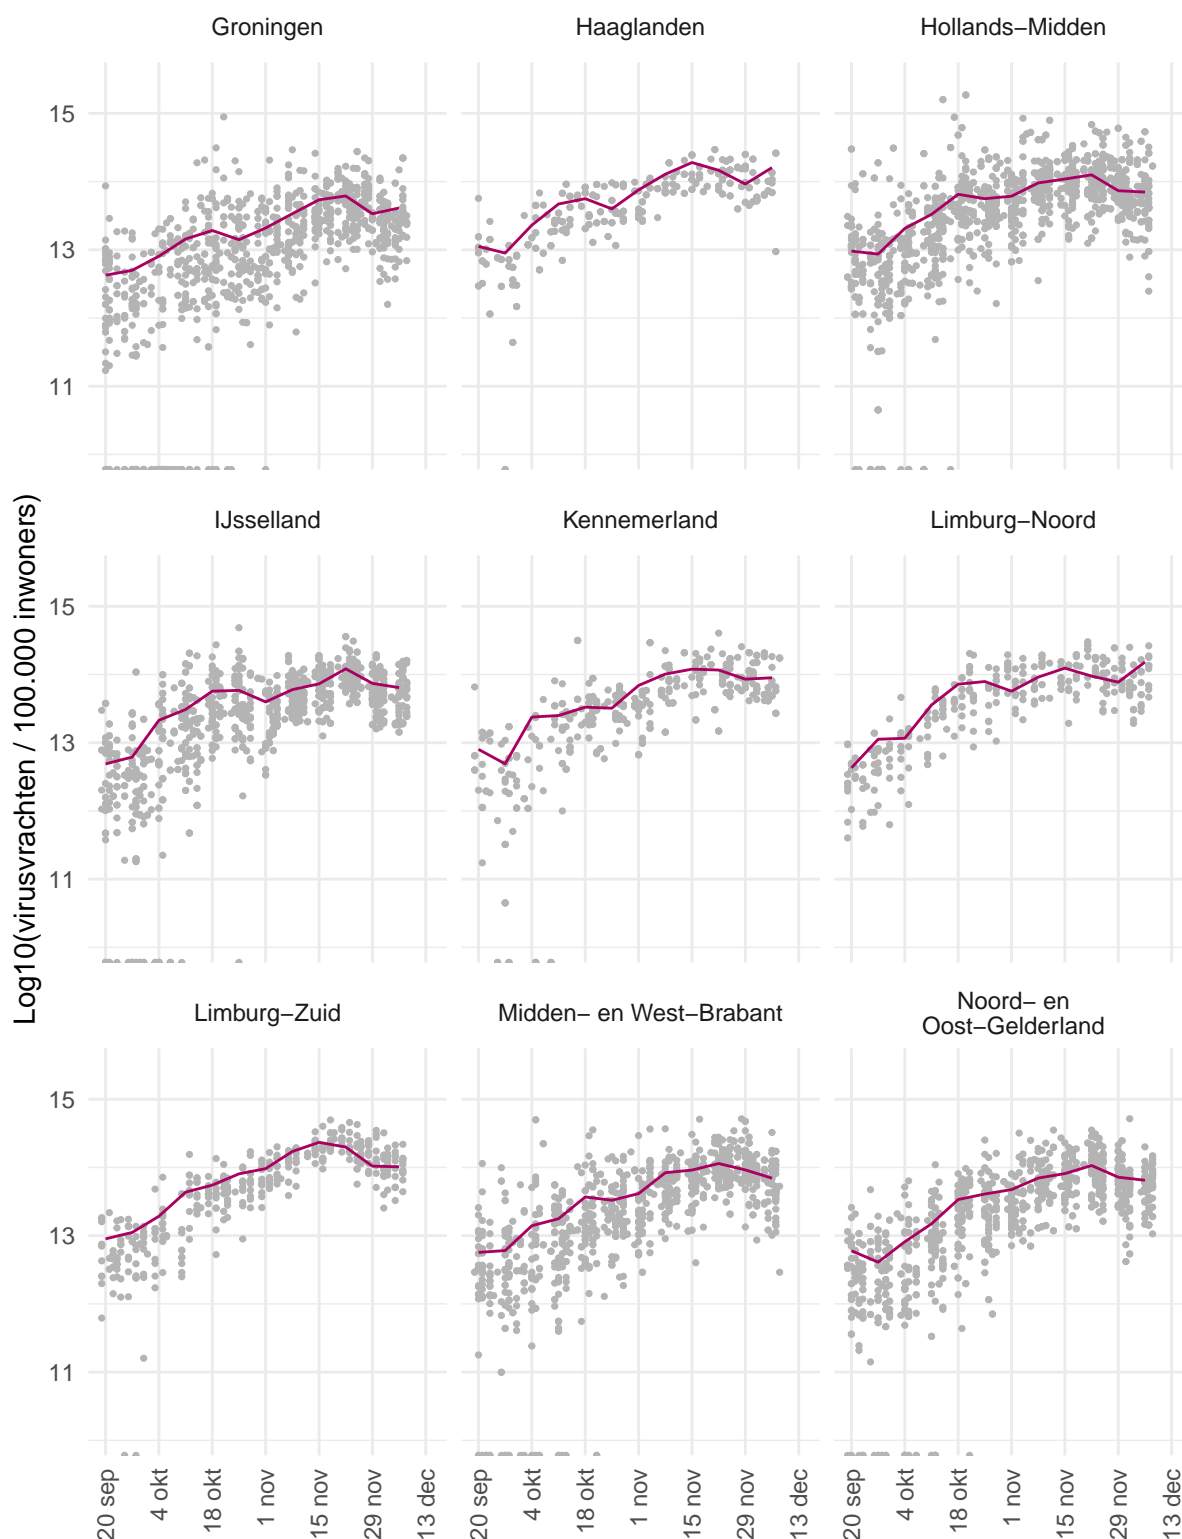 Groningen
Haaglanden
Hollands−Midden
15
13
11
IJsselland
Kennemerland
Limburg−Noord
15
13
11
Log10(virusvrachten / 100.000 inwoners)
Limburg−Zuid
Midden− en West−Brabant
Noord− en
Oost−Gelderland
15
13
11
20 sep
4 okt
18 okt
1 nov
15 nov
29 nov
13 dec
20 sep
4 okt
18 okt
1 nov
15 nov
29 nov
13 dec
20 sep
4 okt
18 okt
1 nov
15 nov
29 nov
13 dec